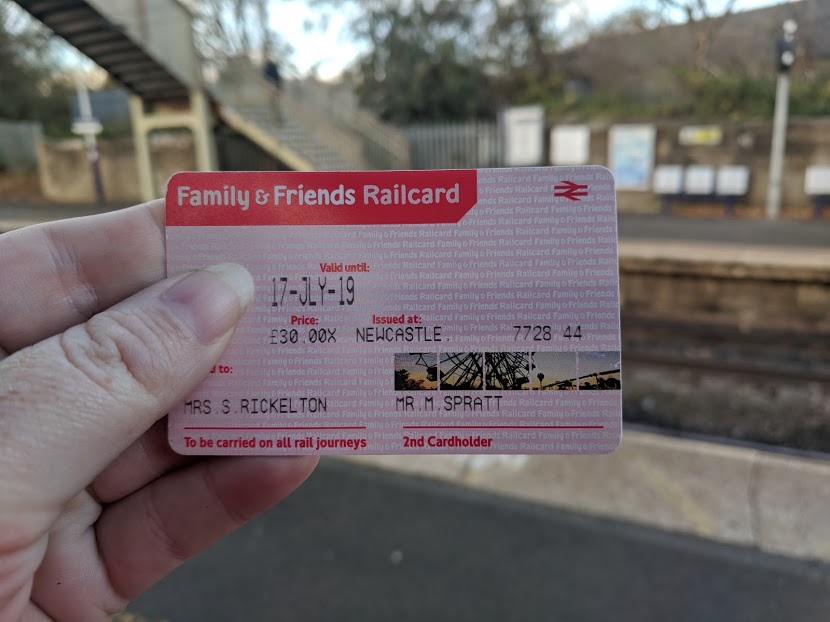 Family & Friends Railcard
Valid until:
17-JLY-19
Price: Issued at:
£30.00X NEWCASTLE. 7728 44
d to:
MRS.S.RICKELTON MR.M.SPRATT
To be carried on all rail journeys 2nd Cardholder